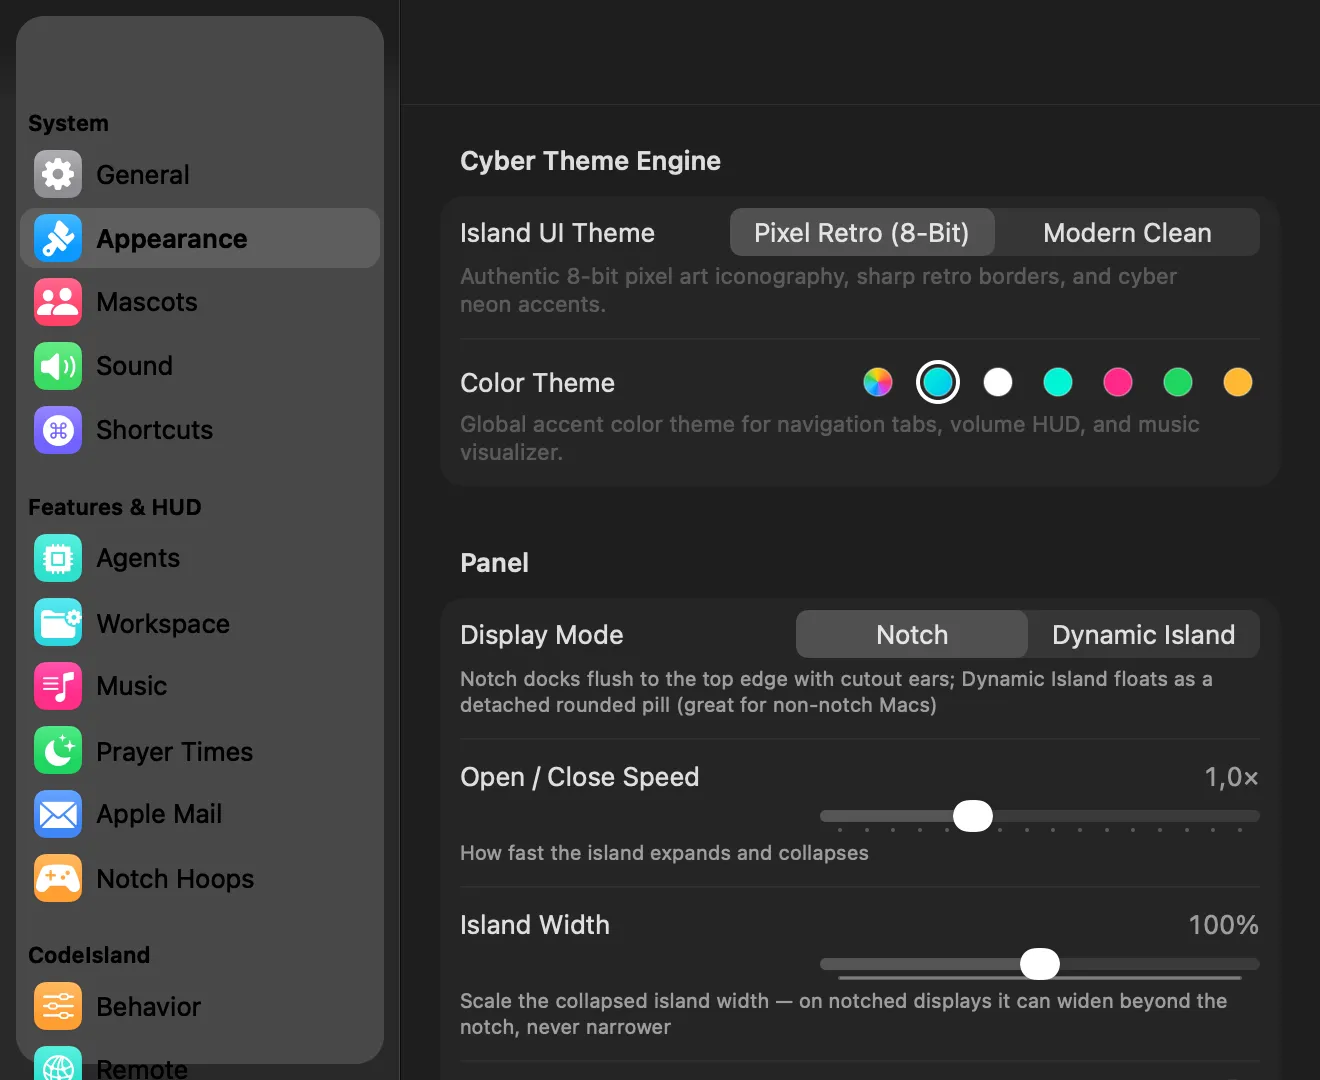 System
General
Appearance
Mascots
Sound
Shortcuts
Features & HUD
Agents
Workspace
Music
Prayer Times
Apple Mail
Notch Hoops
CodeIsland
Behavior
Remote
Cyber Theme Engine
Island UI Theme
Pixel Retro (8-Bit)
Modern Clean
Authentic 8-bit pixel art iconography, sharp retro borders, and cyber
neon accents.
Color Theme
Global accent color theme for navigation tabs, volume HUD, and music
visualizer.
Panel
Display Mode
Notch
Dynamic Island
Notch docks flush to the top edge with cutout ears; Dynamic Island floats as a
detached rounded pill (great for non-notch Macs)
Open / Close Speed
1,0×
How fast the island expands and collapses
Island Width
100%
Scale the collapsed island width — on notched displays it can widen beyond the
notch, never narrower